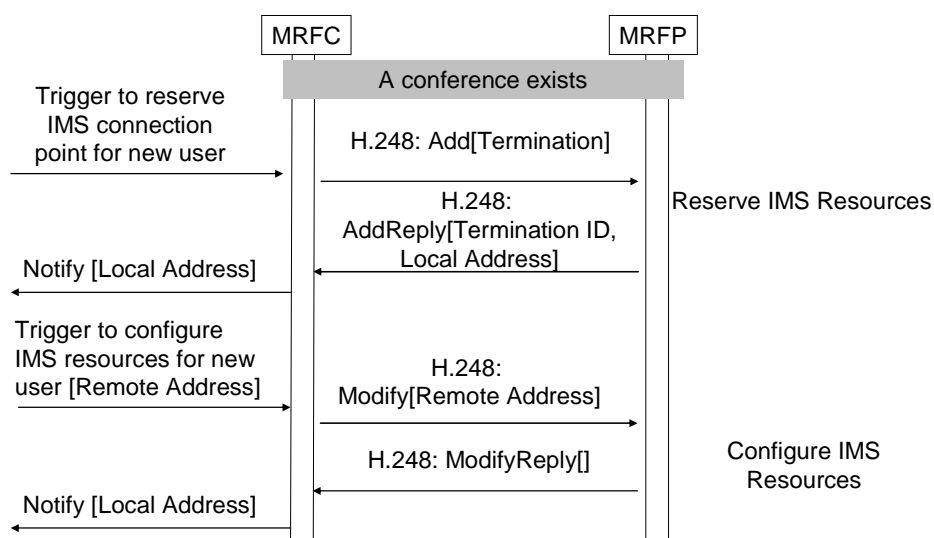 MRFC
MRFP
A conference exists
Trigger to reserve
IMS connection
point for new user
H.248: Add[Termination]
Reserve IMS Resources
H.248:
AddReply[Termination ID,
Local Address]
Notify [Local Address]
Trigger to configure
IMS resources for new
user [Remote Address]
H.248:
Modify[Remote Address]
H.248: ModifyReply[]
Configure IMS
Resources
Notify [Local Address]